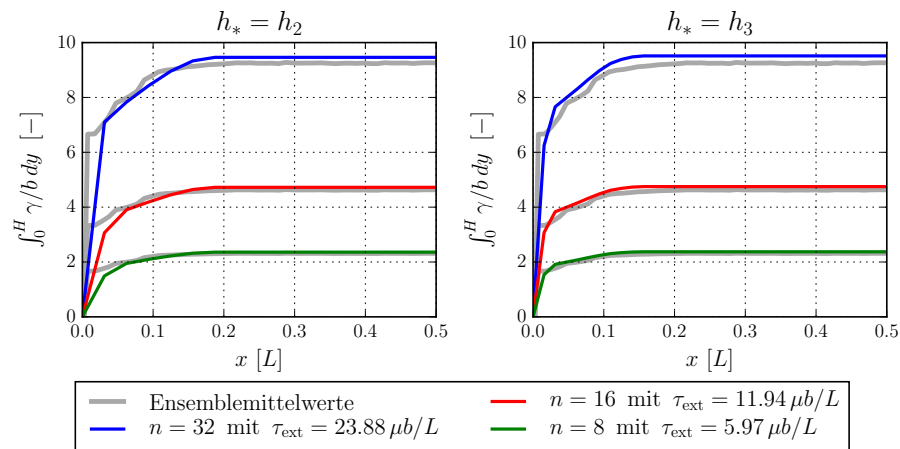 h_* = h_2
h_* = h_3
10
8
6
4
2
0
∫_0^H γ/b dy [−]
0.0 0.1 0.2 0.3 0.4 0.5
x [L]
10
8
6
4
2
0
∫_0^H γ/b dy [−]
0.0 0.1 0.2 0.3 0.4 0.5
x [L]
Ensemblemittelwerte
n = 32 mit τ_ext = 23.88 μb/L
n = 16 mit τ_ext = 11.94 μb/L
n = 8 mit τ_ext = 5.97 μb/L